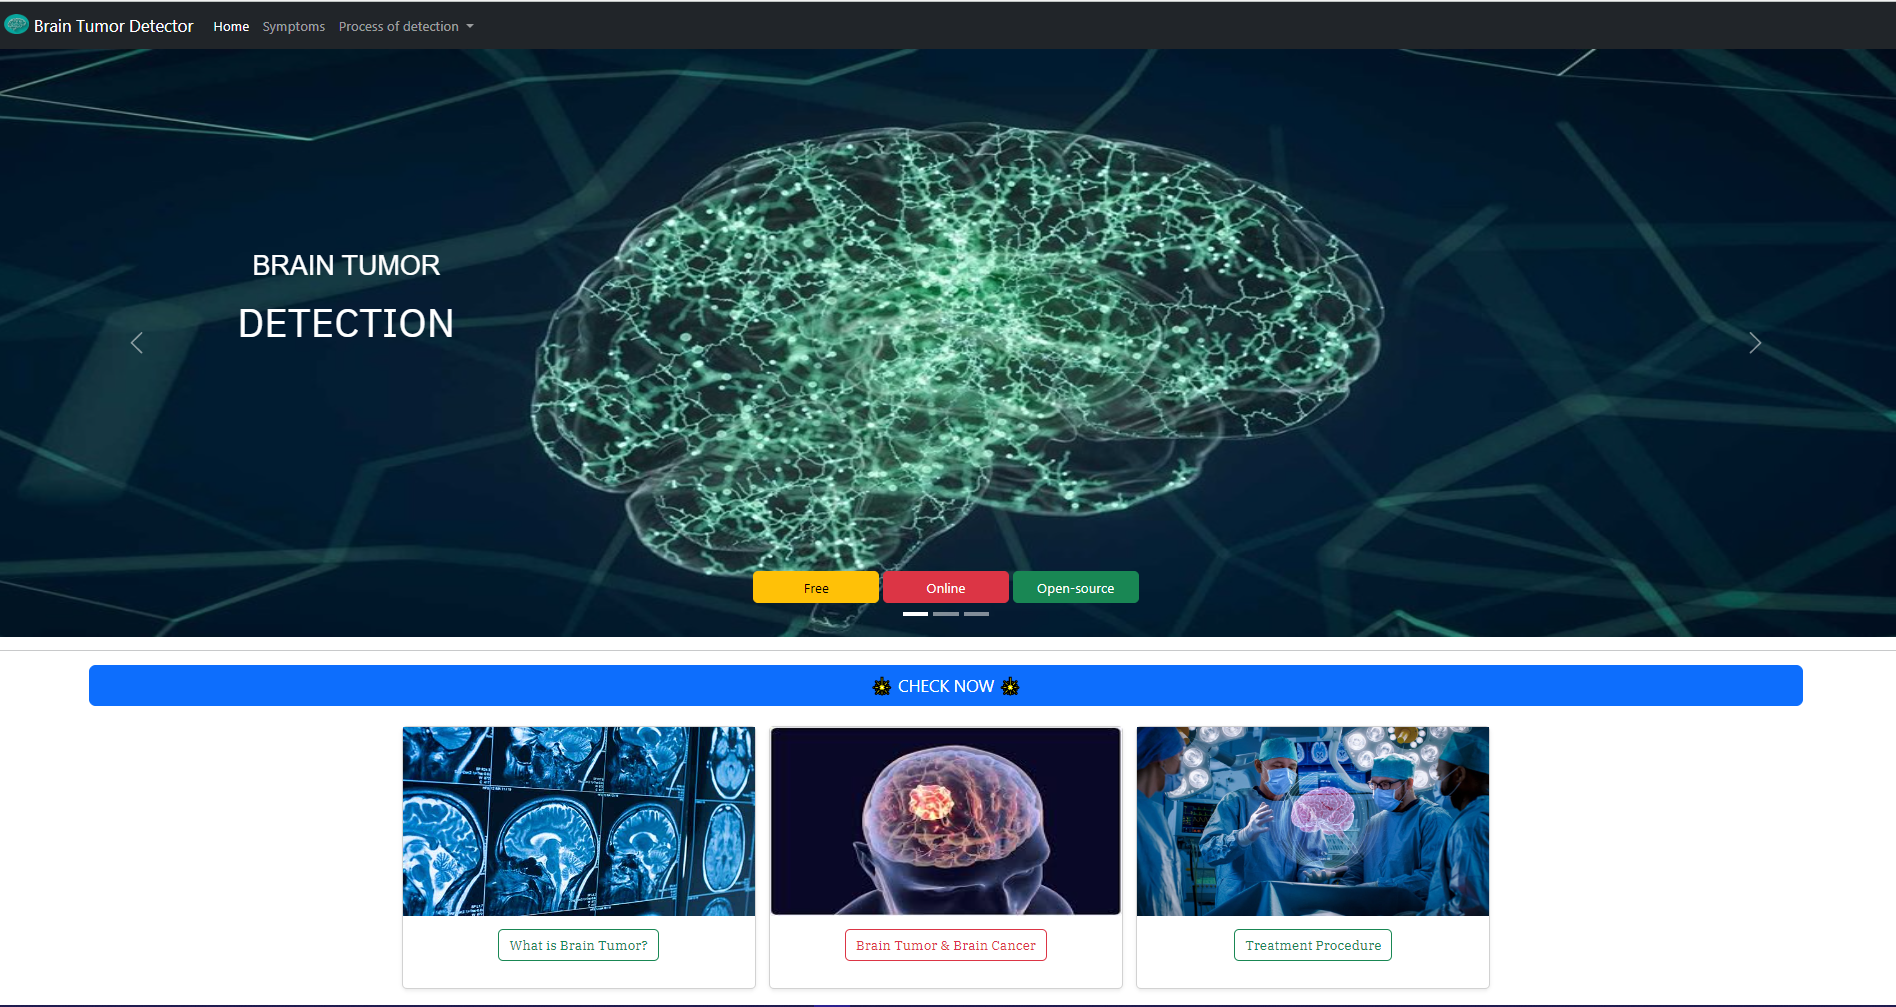 Brain Tumor Detector Home Symptoms Process of detection
BRAIN TUMOR
DETECTION
Free Online Open-source
CHECK NOW
What is Brain Tumor? Brain Tumor & Brain Cancer Treatment Procedure